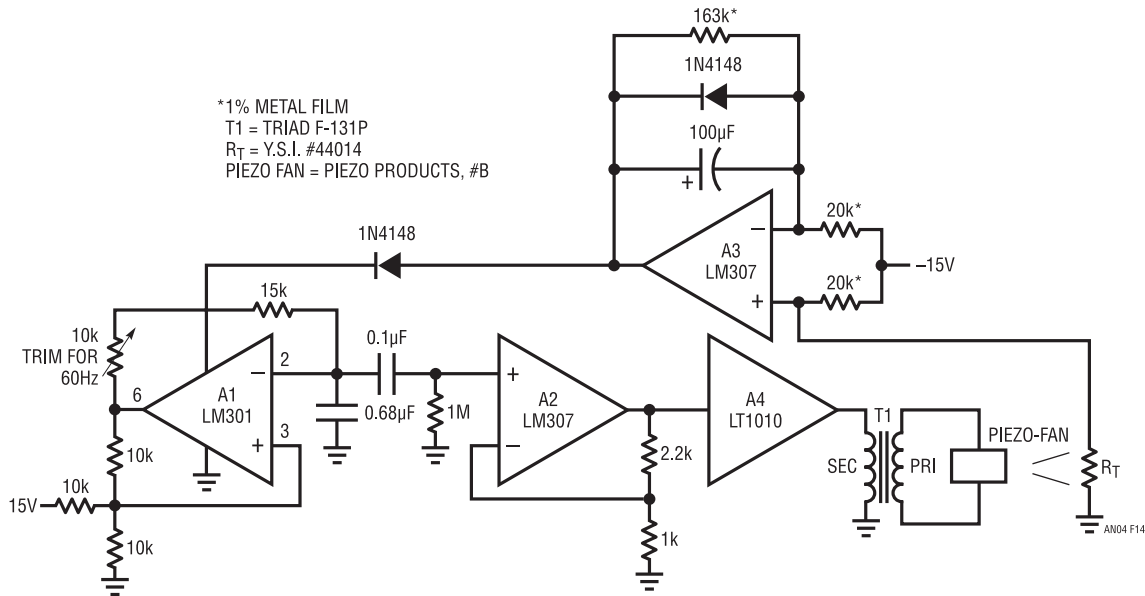 163k*
1N4148
*1% METAL FILM
T1 = TRIAD F-131P
RT = Y.S.I. #44014
PIEZO FAN = PIEZO PRODUCTS, #B
100µF
+
1N4148
A3
LM307
−
+
20k*
20k*
–15V
15k
10k
TRIM FOR
60Hz
6
2
3
A1
LM301
−
+
0.1µF
0.68µF
1M
A2
LM307
+
−
A4
LT1010
2.2k
1k
10k
15V
10k
10k
T1
SEC
PRI
PIEZO-FAN
RT
AN04 F14